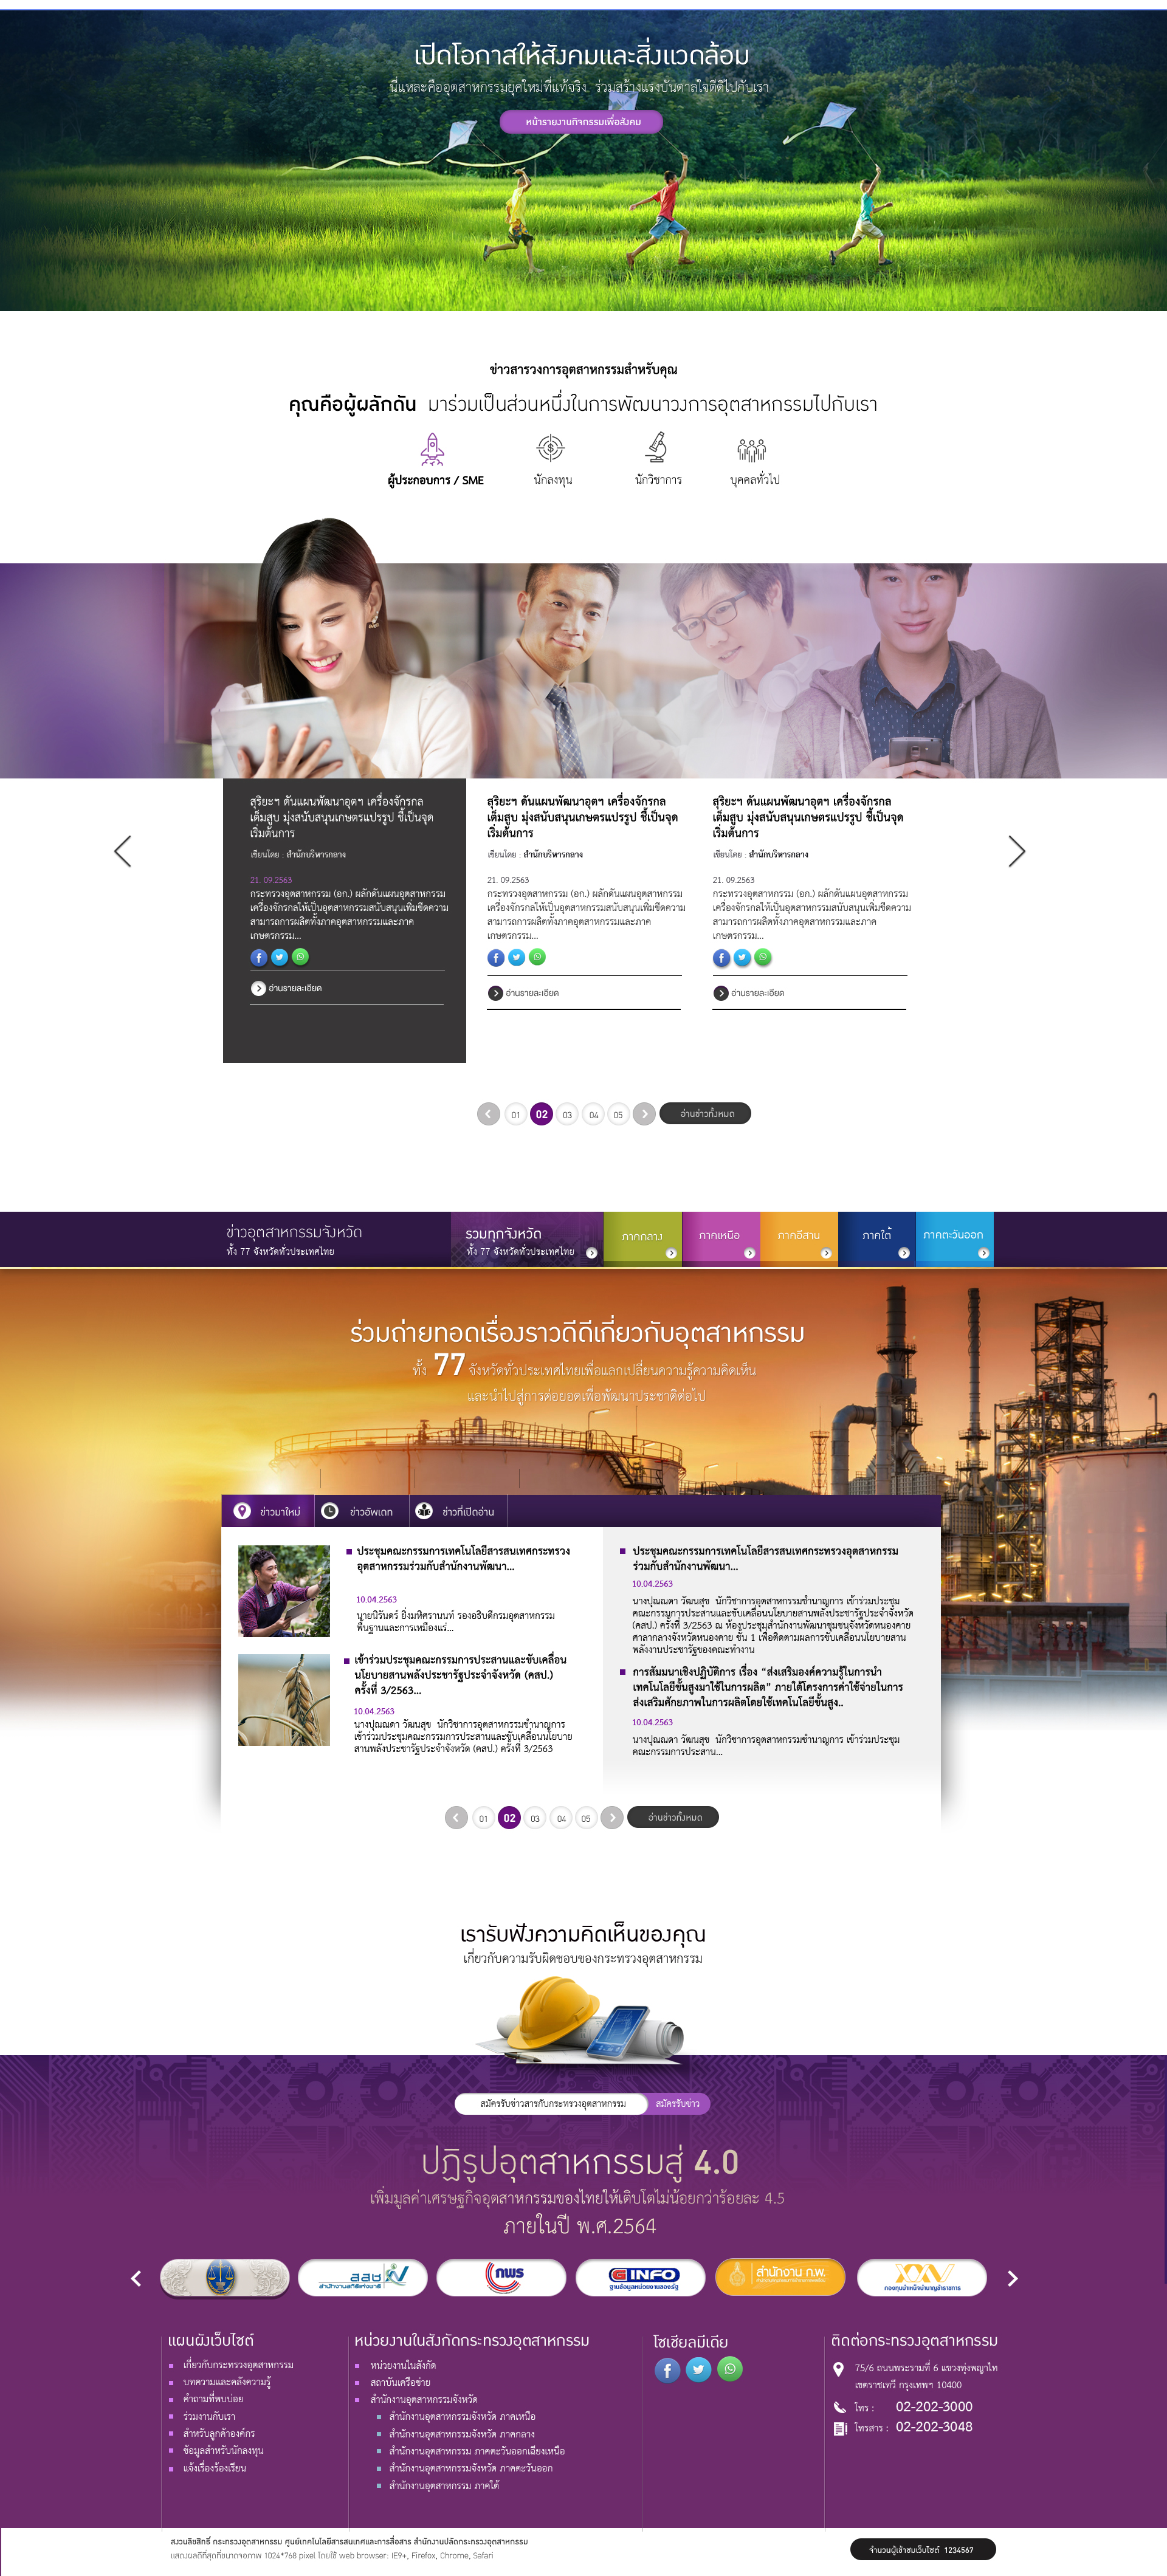 เปิดโอกาสให้สังคมและสิ่งแวดล้อม
นี่แหละคืออุตสาหกรรมยุคใหม่ที่แท้จริง ร่วมสร้างแรงบันดาลใจดีดีไปกับเรา
หน้ารายงานกิจกรรมเพื่อสังคม
ข่าวสารวงการอุตสาหกรรมสำหรับคุณ
คุณคือผู้ผลักดัน มาร่วมเป็นส่วนหนึ่งในการพัฒนาวงการอุตสาหกรรมไปกับเรา
ผู้ประกอบการ / SME นักลงทุน นักวิชาการ บุคคลทั่วไป
สุริยะฯ ดันแผนพัฒนาอุตฯ เครื่องจักรกล
เต็มสูบ มุ่งสนับสนุนเกษตรแปรรูป ชี้เป็นจุด
เริ่มต้นการ
เขียนโดย : สำนักบริหารกลาง
21. 09.2563
กระทรวงอุตสาหกรรม (อก.) ผลักดันแผนอุตสาหกรรม
เครื่องจักรกลให้เป็นอุตสาหกรรมสนับสนุนเพิ่มขีดความ
สามารถการผลิตทั้งภาคอุตสาหกรรมและภาค
เกษตรกรรม...
อ่านรายละเอียด
สุริยะฯ ดันแผนพัฒนาอุตฯ เครื่องจักรกล
เต็มสูบ มุ่งสนับสนุนเกษตรแปรรูป ชี้เป็นจุด
เริ่มต้นการ
เขียนโดย : สำนักบริหารกลาง
21. 09.2563
กระทรวงอุตสาหกรรม (อก.) ผลักดันแผนอุตสาหกรรม
เครื่องจักรกลให้เป็นอุตสาหกรรมสนับสนุนเพิ่มขีดความ
สามารถการผลิตทั้งภาคอุตสาหกรรมและภาค
เกษตรกรรม...
อ่านรายละเอียด
สุริยะฯ ดันแผนพัฒนาอุตฯ เครื่องจักรกล
เต็มสูบ มุ่งสนับสนุนเกษตรแปรรูป ชี้เป็นจุด
เริ่มต้นการ
เขียนโดย : สำนักบริหารกลาง
21. 09.2563
กระทรวงอุตสาหกรรม (อก.) ผลักดันแผนอุตสาหกรรม
เครื่องจักรกลให้เป็นอุตสาหกรรมสนับสนุนเพิ่มขีดความ
สามารถการผลิตทั้งภาคอุตสาหกรรมและภาค
เกษตรกรรม...
อ่านรายละเอียด
01 02 03 04 05 อ่านข่าวทั้งหมด
ข่าวอุตสาหกรรมจังหวัด
ทั้ง 77 จังหวัดทั่วประเทศไทย
รวมทุกจังหวัด
ทั้ง 77 จังหวัดทั่วประเทศไทย
ภาคกลาง ภาคเหนือ ภาคอีสาน ภาคใต้ ภาคตะวันออก
ร่วมถ่ายทอดเรื่องราวดีดีเกี่ยวกับอุตสาหกรรม
ทั้ง 77 จังหวัดทั่วประเทศไทยเพื่อแลกเปลี่ยนความรู้ความคิดเห็น
และนำไปสู่การต่อยอดเพื่อพัฒนาประชาติต่อไป
ข่าวมาใหม่ ข่าวอัพเดท ข่าวที่เปิดอ่าน
ประชุมคณะกรรมการเทคโนโลยีสารสนเทศกระทรวง
อุตสาหกรรมร่วมกับสำนักงานพัฒนา...
10.04.2563
นายนิรันดร์ ยิ่งมหิศรานนท์ รองอธิบดีกรมอุตสาหกรรม
พื้นฐานและการเหมืองแร่...
เข้าร่วมประชุมคณะกรรมการประสานและขับเคลื่อน
นโยบายสานพลังประชารัฐประจำจังหวัด (คสป.)
ครั้งที่ 3/2563...
10.04.2563
นางปุณณดา วัฒนสุข นักวิชาการอุตสาหกรรมชำนาญการ
เข้าร่วมประชุมคณะกรรมการประสานและขับเคลื่อนนโยบาย
สานพลังประชารัฐประจำจังหวัด (คสป.) ครั้งที่ 3/2563
ประชุมคณะกรรมการเทคโนโลยีสารสนเทศกระทรวงอุตสาหกรรม
ร่วมกับสำนักงานพัฒนา...
10.04.2563
นางปุณณดา วัฒนสุข นักวิชาการอุตสาหกรรมชำนาญการ เข้าร่วมประชุม
คณะกรรมการประสานและขับเคลื่อนนโยบายสานพลังประชารัฐประจำจังหวัด
(คสป.) ครั้งที่ 3/2563 ณ ห้องประชุมสำนักงานพัฒนาชุมชนจังหวัดหนองคาย
ศาลากลางจังหวัดหนองคาย ชั้น 1 เพื่อติดตามผลการขับเคลื่อนนโยบายสาน
พลังงานประชารัฐของคณะทำงาน
การสัมมนาเชิงปฏิบัติการ เรื่อง “ส่งเสริมองค์ความรู้ในการนำ
เทคโนโลยีขั้นสูงมาใช้ในการผลิต” ภายใต้โครงการค่าใช้จ่ายในการ
ส่งเสริมศักยภาพในการผลิตโดยใช้เทคโนโลยีขั้นสูง..
10.04.2563
นางปุณณดา วัฒนสุข นักวิชาการอุตสาหกรรมชำนาญการ เข้าร่วมประชุม
คณะกรรมการประสาน...
01 02 03 04 05 อ่านข่าวทั้งหมด
เรารับฟังความคิดเห็นของคุณ
เกี่ยวกับความรับผิดชอบของกระทรวงอุตสาหกรรม
สมัครรับข่าวสารกับกระทรวงอุตสาหกรรม สมัครรับข่าว
ปฏิรูปอุตสาหกรรมสู่ 4.0
เพิ่มมูลค่าเศรษฐกิจอุตสาหกรรมของไทยให้เติบโตไม่น้อยกว่าร้อยละ 4.5
ภายในปี พ.ศ.2564
สสช
สำนักงานสถิติแห่งชาติ
กพร
GINFO
ฐานข้อมูลหน่วยงานของรัฐ
สำนักงาน ก.พ.
กองทุนบำเหน็จบำนาญข้าราชการ
แผนผังเว็บไซต์
เกี่ยวกับกระทรวงอุตสาหกรรม
บทความและคลังความรู้
คำถามที่พบบ่อย
ร่วมงานกับเรา
สำหรับลูกค้าองค์กร
ข้อมูลสำหรับนักลงทุน
แจ้งเรื่องร้องเรียน
หน่วยงานในสังกัดกระทรวงอุตสาหกรรม
หน่วยงานในสังกัด
สถาบันเครือข่าย
สำนักงานอุตสาหกรรมจังหวัด
สำนักงานอุตสาหกรรมจังหวัด ภาคเหนือ
สำนักงานอุตสาหกรรมจังหวัด ภาคกลาง
สำนักงานอุตสาหกรรม ภาคตะวันออกเฉียงเหนือ
สำนักงานอุตสาหกรรมจังหวัด ภาคตะวันออก
สำนักงานอุตสาหกรรม ภาคใต้
โซเชียลมีเดีย
ติดต่อกระทรวงอุตสาหกรรม
75/6 ถนนพระรามที่ 6 แขวงทุ่งพญาไท
เขตราชเทวี กรุงเทพฯ 10400
โทร : 02-202-3000
โทรสาร : 02-202-3048
สงวนลิขสิทธิ์ กระทรวงอุตสาหกรรม ศูนย์เทคโนโลยีสารสนเทศและการสื่อสาร สำนักงานปลัดกระทรวงอุตสาหกรรม
แสดงผลดีที่สุดที่ขนาดจอภาพ 1024*768 pixel โดยใช้ web browser: IE9+, Firefox, Chrome, Safari
จำนวนผู้เข้าชมเว็บไซต์ 1234567